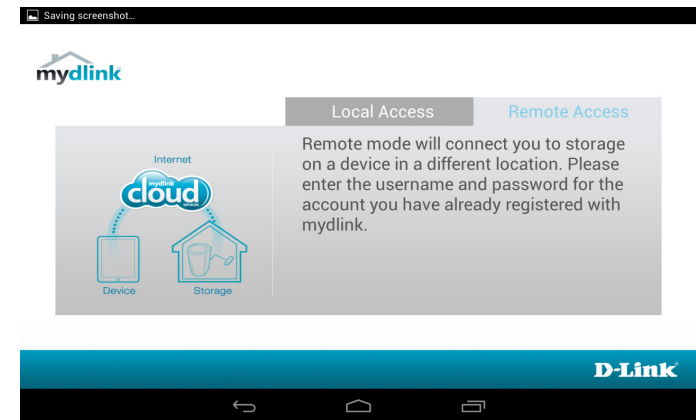 Saving screenshot...
mydlink
Local Access
Remote Access
Remote mode will connect you to storage
on a device in a different location. Please
enter the username and password for the
account you have already registered with
mydlink.
Internet
mydlink
cloud
services
Device
Storage
D-Link